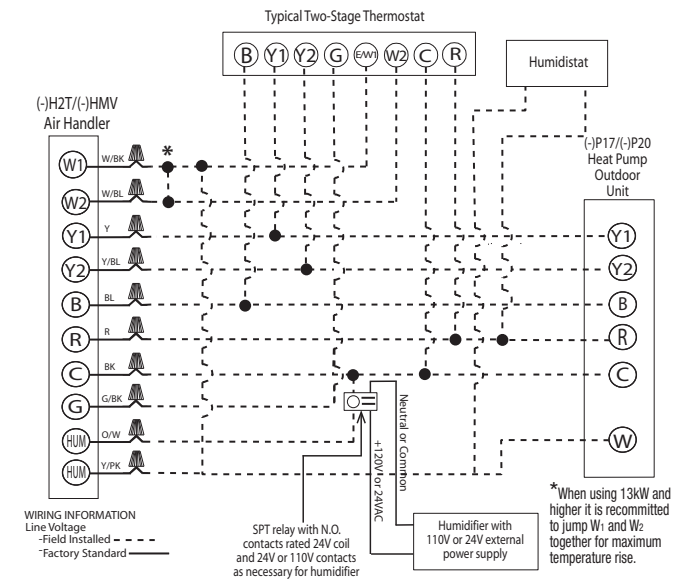 Typical Two-Stage Thermostat
B Y1 Y2 G E/W1 W2 C R
Humidistat
(-)H2T/(-)HMV
Air Handler
(-)P17/(-)P20
Heat Pump
Outdoor
Unit
*
W1 W/BK
W2 W/BL
Y1 Y Y1
Y2 Y/BL Y2
B BL B
R R R
C BK C
G G/BK
HUM O/W W
HUM Y/PK
Neutral or Common
+120V or 24VAC
WIRING INFORMATION
Line Voltage
-Field Installed
-Factory Standard
SPT relay with N.O.
contacts rated 24V coil
and 24V or 110V contacts
as necessary for humidifier
Humidifier with
110V or 24V external
power supply
*When using 13kW and
higher it is recommitted
to jump W1 and W2
together for maximum
temperature rise.